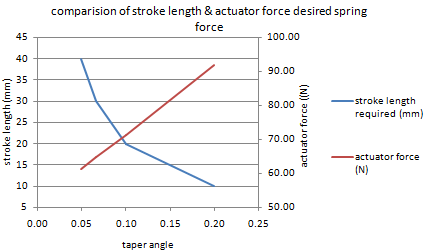 comparision of stroke length & actuator force desired spring
force
45
40
35
30
25
20
15
10
5
stroke length (mm)
100.00
90.00
80.00
70.00
60.00
50.00
actuator force ((N)
0.00 0.05 0.10 0.15 0.20 0.25
taper angle
stroke length
required (mm)
actuator force
(N)